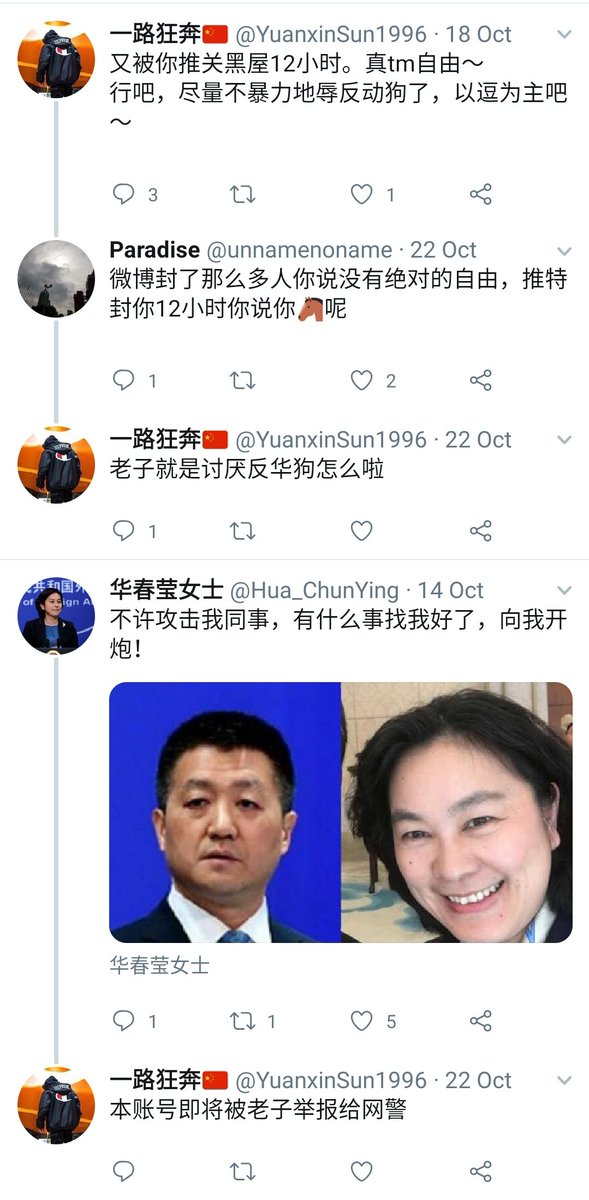 一路狂奔🇨🇳 @YuanxinSun1996 · 18 Oct
又被你推关黑屋12小时。真tm自由～
行吧，尽量不暴力地辱反动狗了，以逗为主吧
～
3 1
Paradise @unnamenoname · 22 Oct
微博封了那么多人你说没有绝对的自由，推特
封你12小时你说你🐴呢
1 2
一路狂奔🇨🇳 @YuanxinSun1996 · 22 Oct
老子就是讨厌反华狗怎么啦
1
共和国外
of eign A
华春莹女士 @Hua_ChunYing · 14 Oct
不许攻击我同事，有什么事找我好了，向我开
炮！
华春莹女士
1 1 5
一路狂奔🇨🇳 @YuanxinSun1996 · 22 Oct
本账号即将被老子举报给网警